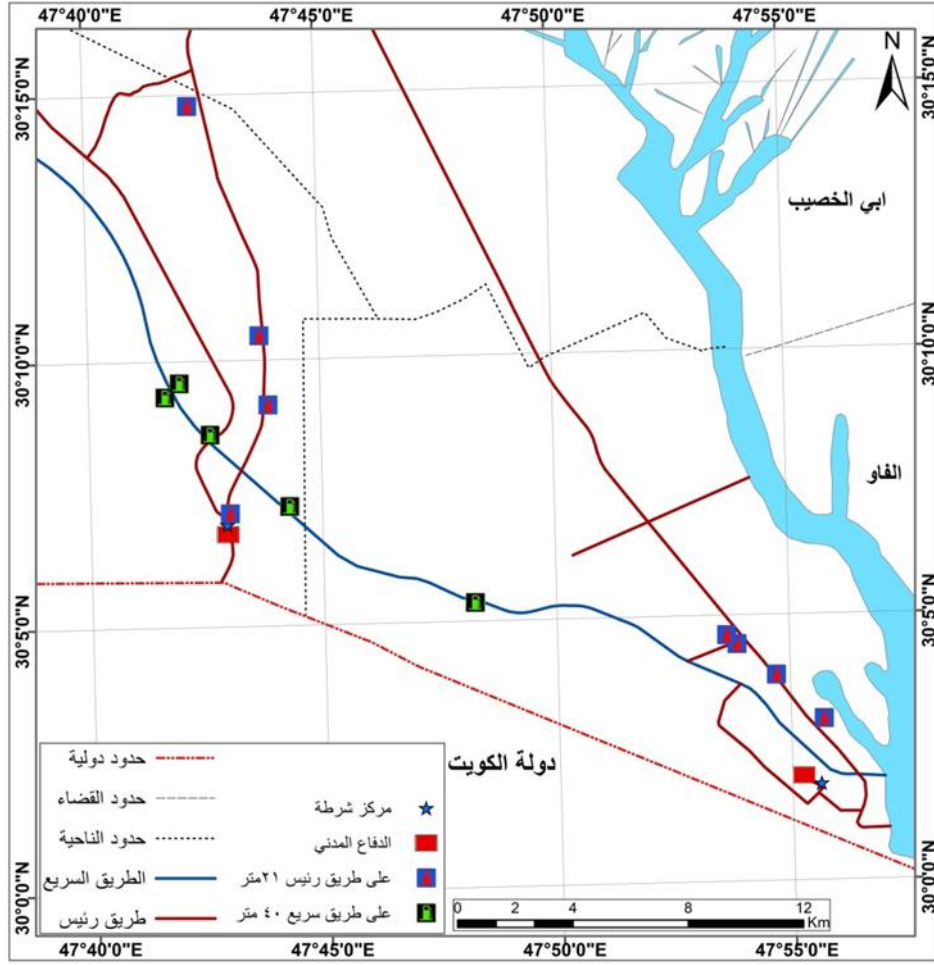 47°40'0"E 47°45'0"E 47°50'0"E 47°55'0"E
N
30°15'0"N 30°15'0"N
ابي الخصيب
30°10'0"N 30°10'0"N
الفاو
30°5'0"N 30°5'0"N
دولة الكويت
حدود دولية
حدود القضاء
حدود الناحية
الطريق السريع
طريق رئيس
مركز شرطة
الدفاع المدني
على طريق رئيس ٢١متر
على طريق سريع ٤٠ متر
30°0'0"N 30°0'0"N
0 2 4 8 12
Km
47°40'0"E 47°45'0"E 47°50'0"E 47°55'0"E